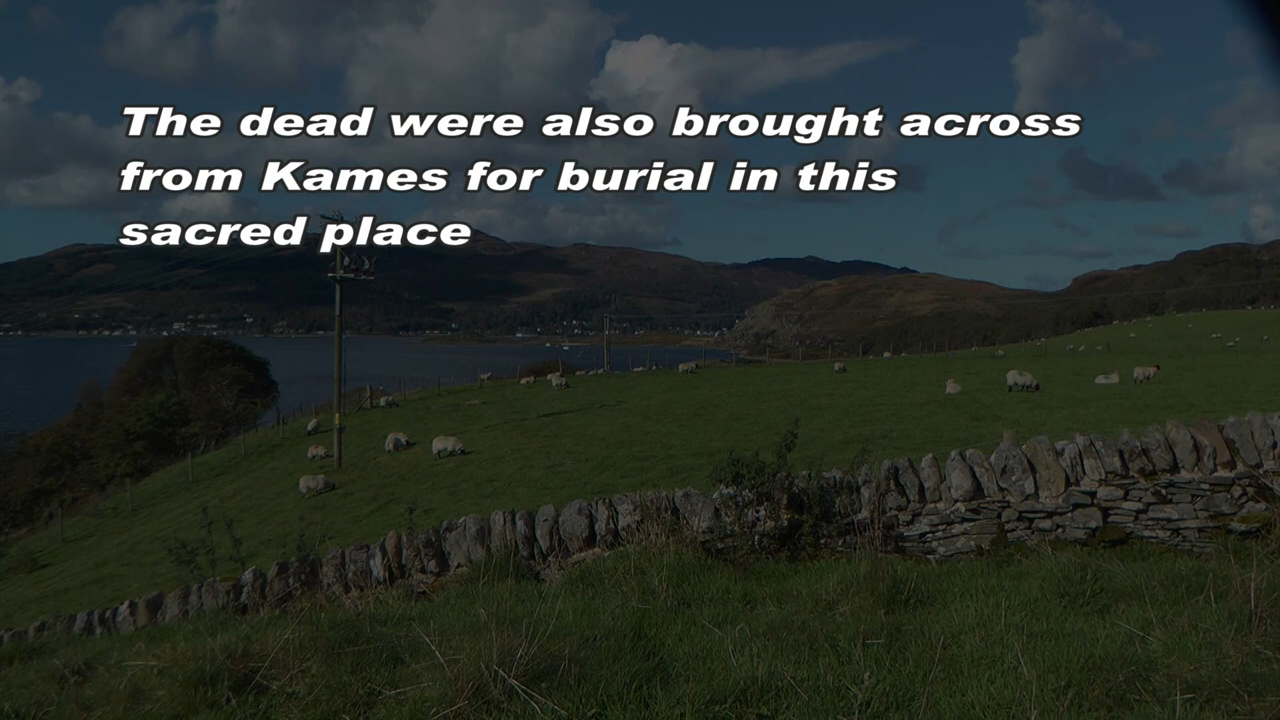 The dead were also brought across
from Kames for burial in this
sacred place